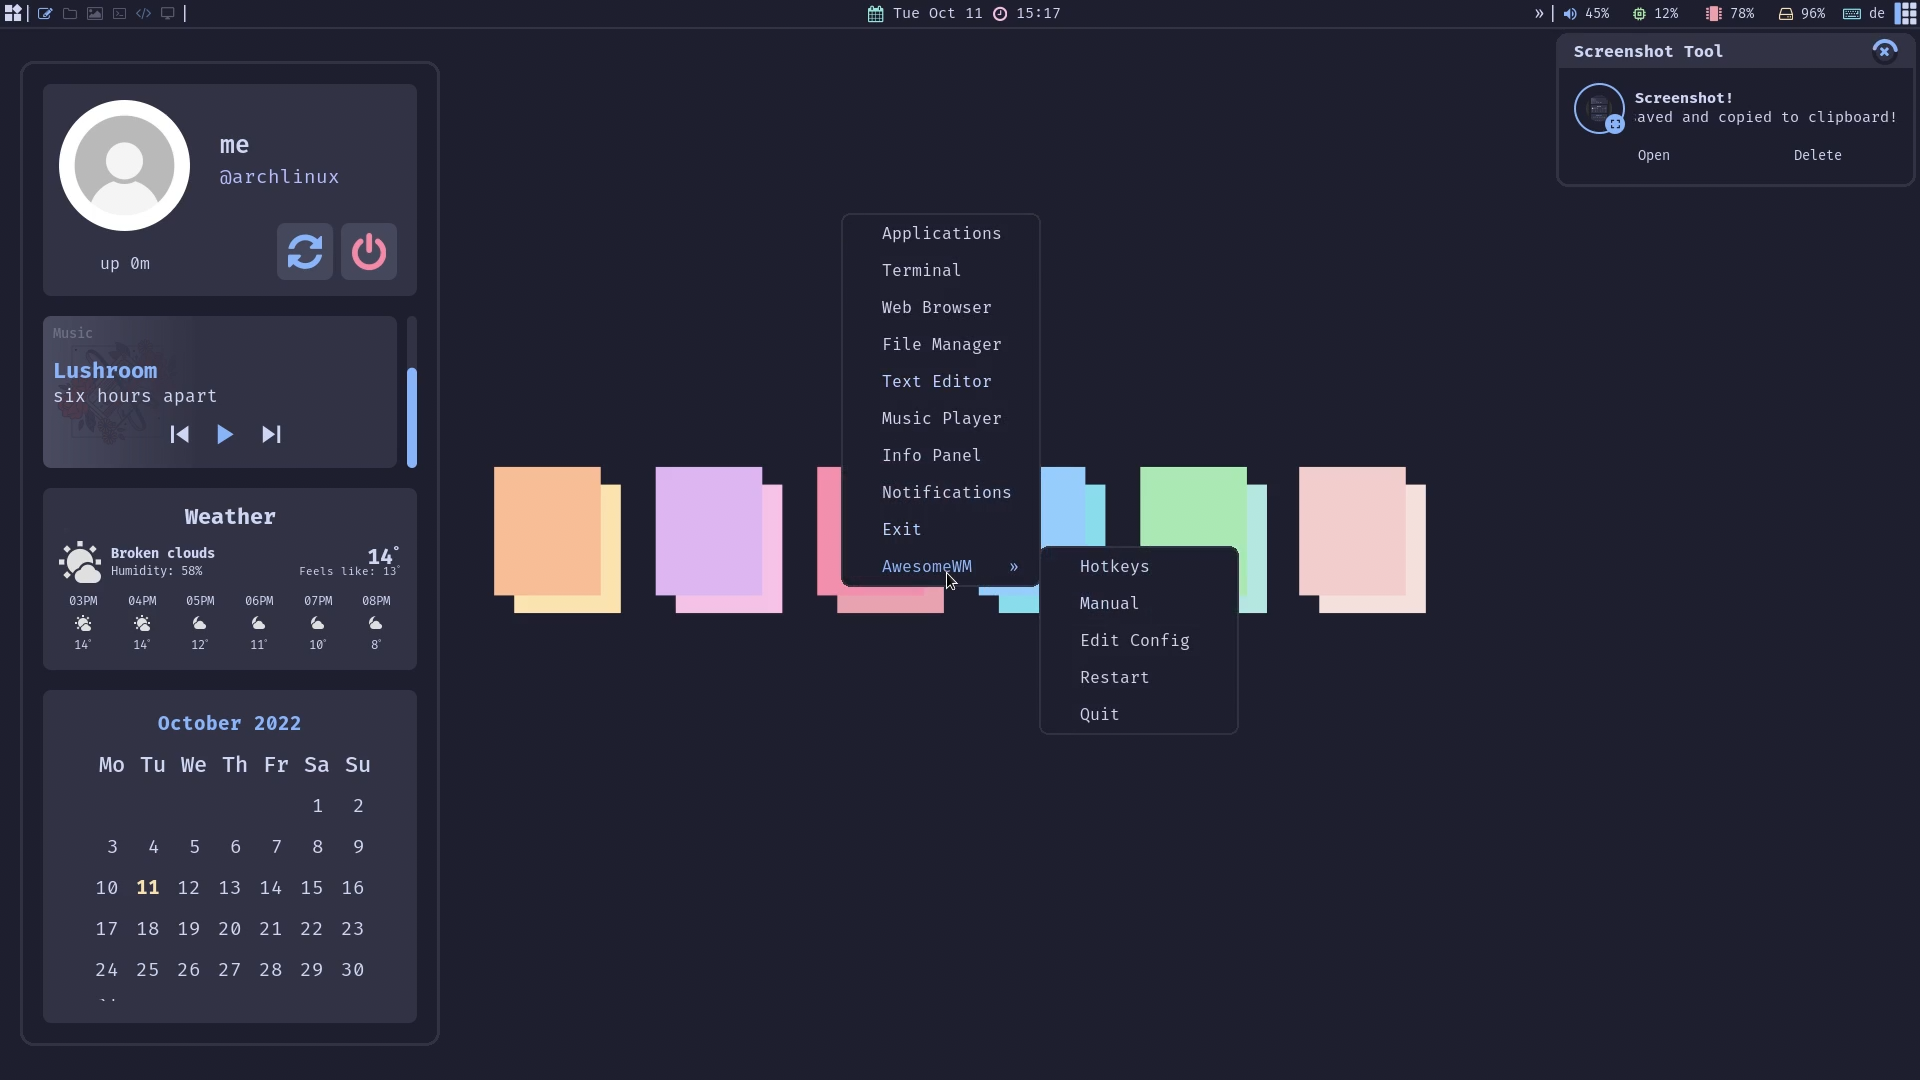 Tue Oct 11 15:17
» 45% 12% 78% 96% de
me
@archlinux
up 0m
Music
Lushroom
six hours apart
Weather
Broken clouds 14°
Humidity: 58% Feels like: 13°
03PM 04PM 05PM 06PM 07PM 08PM
14° 14° 12° 11° 10° 8°
October 2022
Mo Tu We Th Fr Sa Su
1 2
3 4 5 6 7 8 9
10 11 12 13 14 15 16
17 18 19 20 21 22 23
24 25 26 27 28 29 30
Applications
Terminal
Web Browser
File Manager
Text Editor
Music Player
Info Panel
Notifications
Exit
AwesomeWM »
Hotkeys
Manual
Edit Config
Restart
Quit
Screenshot Tool
Screenshot!
aved and copied to clipboard!
Open Delete